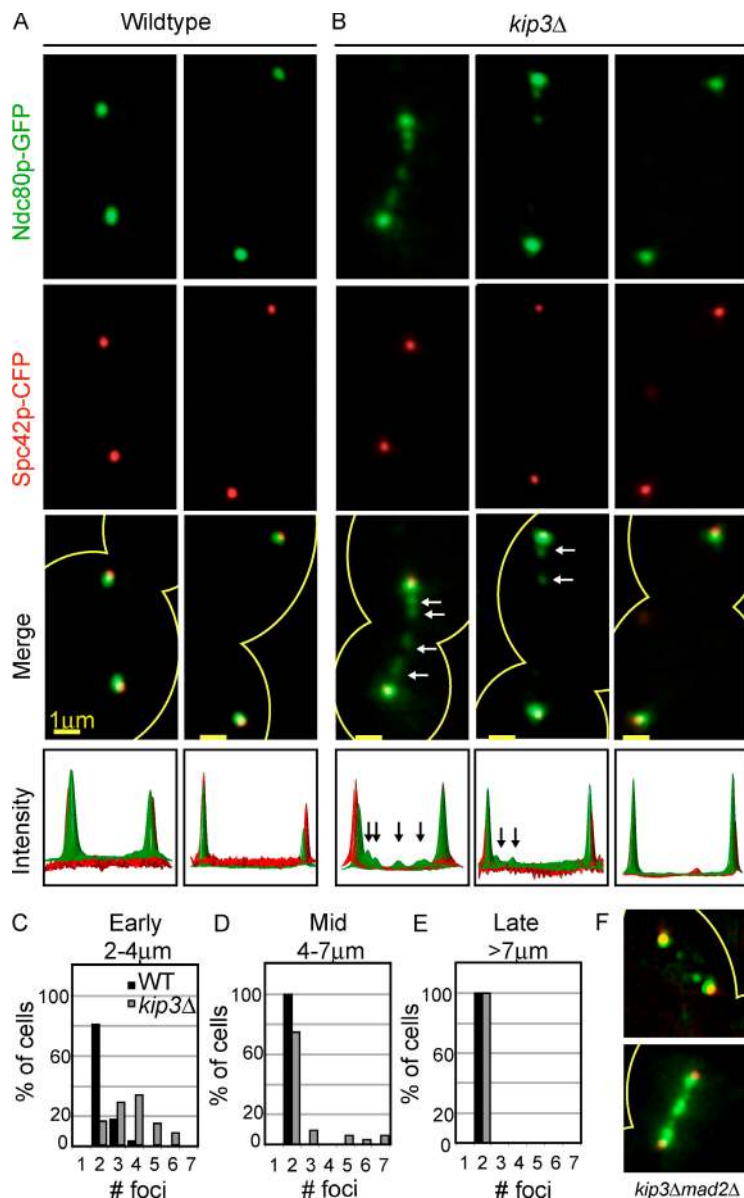 A Wildtype B kip3Δ
Ndc80p-GFP
Spc42p-CFP
Merge
1μm
Intensity
C Early D Mid E Late F
2-4μm 4-7μm >7μm
WT
kip3Δ
% of cells
100
60
20
0
1 2 3 4 5 6 7
# foci
% of cells
100
60
20
0
1 2 3 4 5 6 7
# foci
% of cells
100
60
20
0
1 2 3 4 5 6 7
# foci
kip3Δmad2Δ